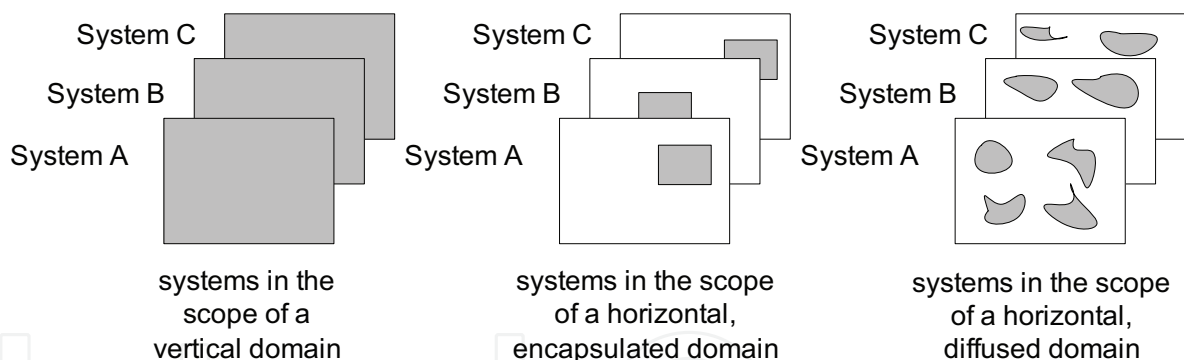 System C
System B
System A
systems in the
scope of a
vertical domain
System C
System B
System A
systems in the scope
of a horizontal,
encapsulated domain
System C
System B
System A
systems in the scope
of a horizontal,
diffused domain